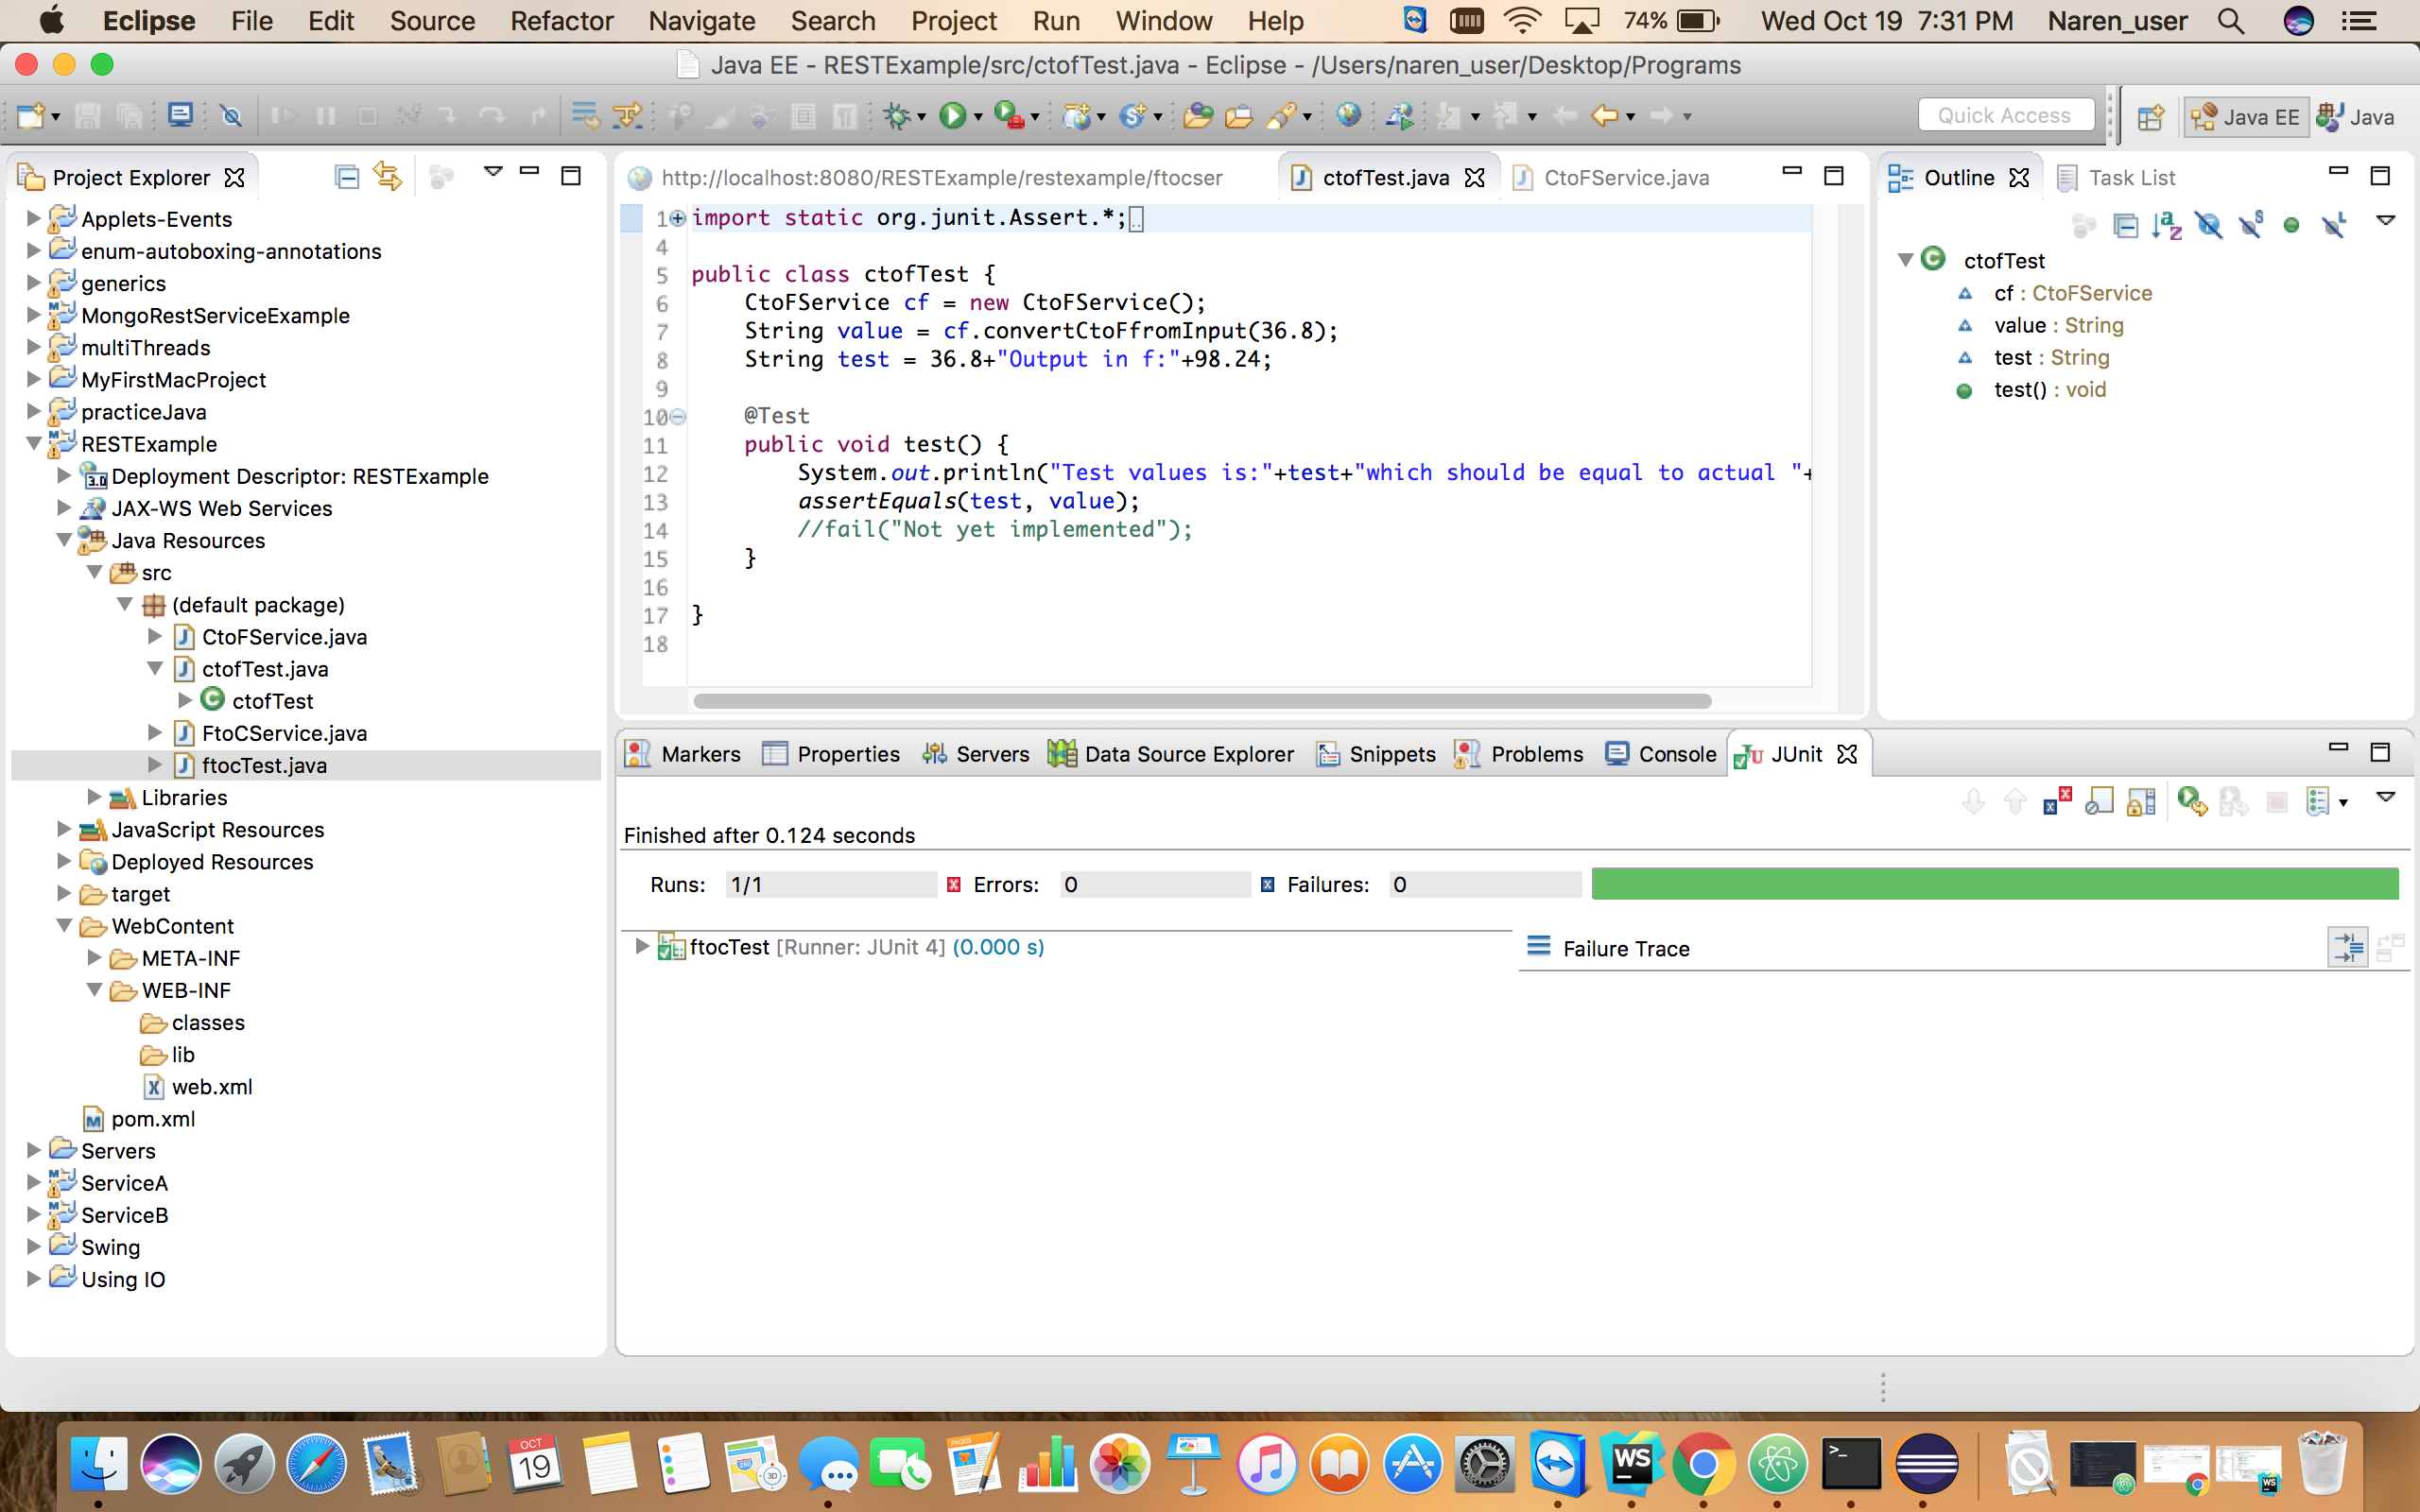 Eclipse File Edit Source Refactor Navigate Search Project Run Window Help 74% Wed Oct 19 7:31 PM Naren_user
Java EE - RESTExample/src/ctofTest.java - Eclipse - /Users/naren_user/Desktop/Programs
Quick Access Java EE Java
Project Explorer
Applets-Events
enum-autoboxing-annotations
generics
MongoRestServiceExample
multiThreads
MyFirstMacProject
practiceJava
RESTExample
Deployment Descriptor: RESTExample
JAX-WS Web Services
Java Resources
src
(default package)
CtoFService.java
ctofTest.java
ctofTest
FtoCService.java
ftocTest.java
Libraries
JavaScript Resources
Deployed Resources
target
WebContent
META-INF
WEB-INF
classes
lib
web.xml
pom.xml
Servers
ServiceA
ServiceB
Swing
Using IO
http://localhost:8080/RESTExample/restexample/ftocser ctofTest.java CtoFService.java
1 import static org.junit.Assert.*;
4
5 public class ctofTest {
6 CtoFService cf = new CtoFService();
7 String value = cf.convertCtoFfromInput(36.8);
8 String test = 36.8+"Output in f:"+98.24;
9
10 @Test
11 public void test() {
12 System.out.println("Test values is:"+test+"which should be equal to actual "+
13 assertEquals(test, value);
14 //fail("Not yet implemented");
15 }
16
17 }
18
Outline Task List
ctofTest
cf : CtoFService
value : String
test : String
test() : void
Markers Properties Servers Data Source Explorer Snippets Problems Console JUnit
Finished after 0.124 seconds
Runs: 1/1 Errors: 0 Failures: 0
ftocTest [Runner: JUnit 4] (0.000 s)
Failure Trace
OCT
19
PAGES
3D
WS
>_
WS